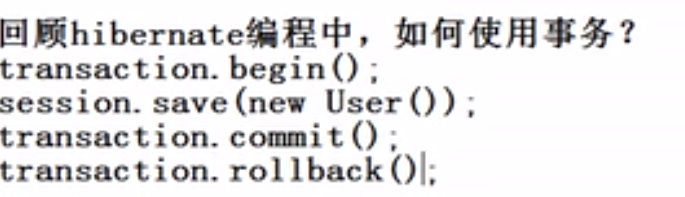 回顾hibernate编程中，如何使用事务？
transaction.begin();
session.save(new User());
transaction.commit();
transaction.rollback();